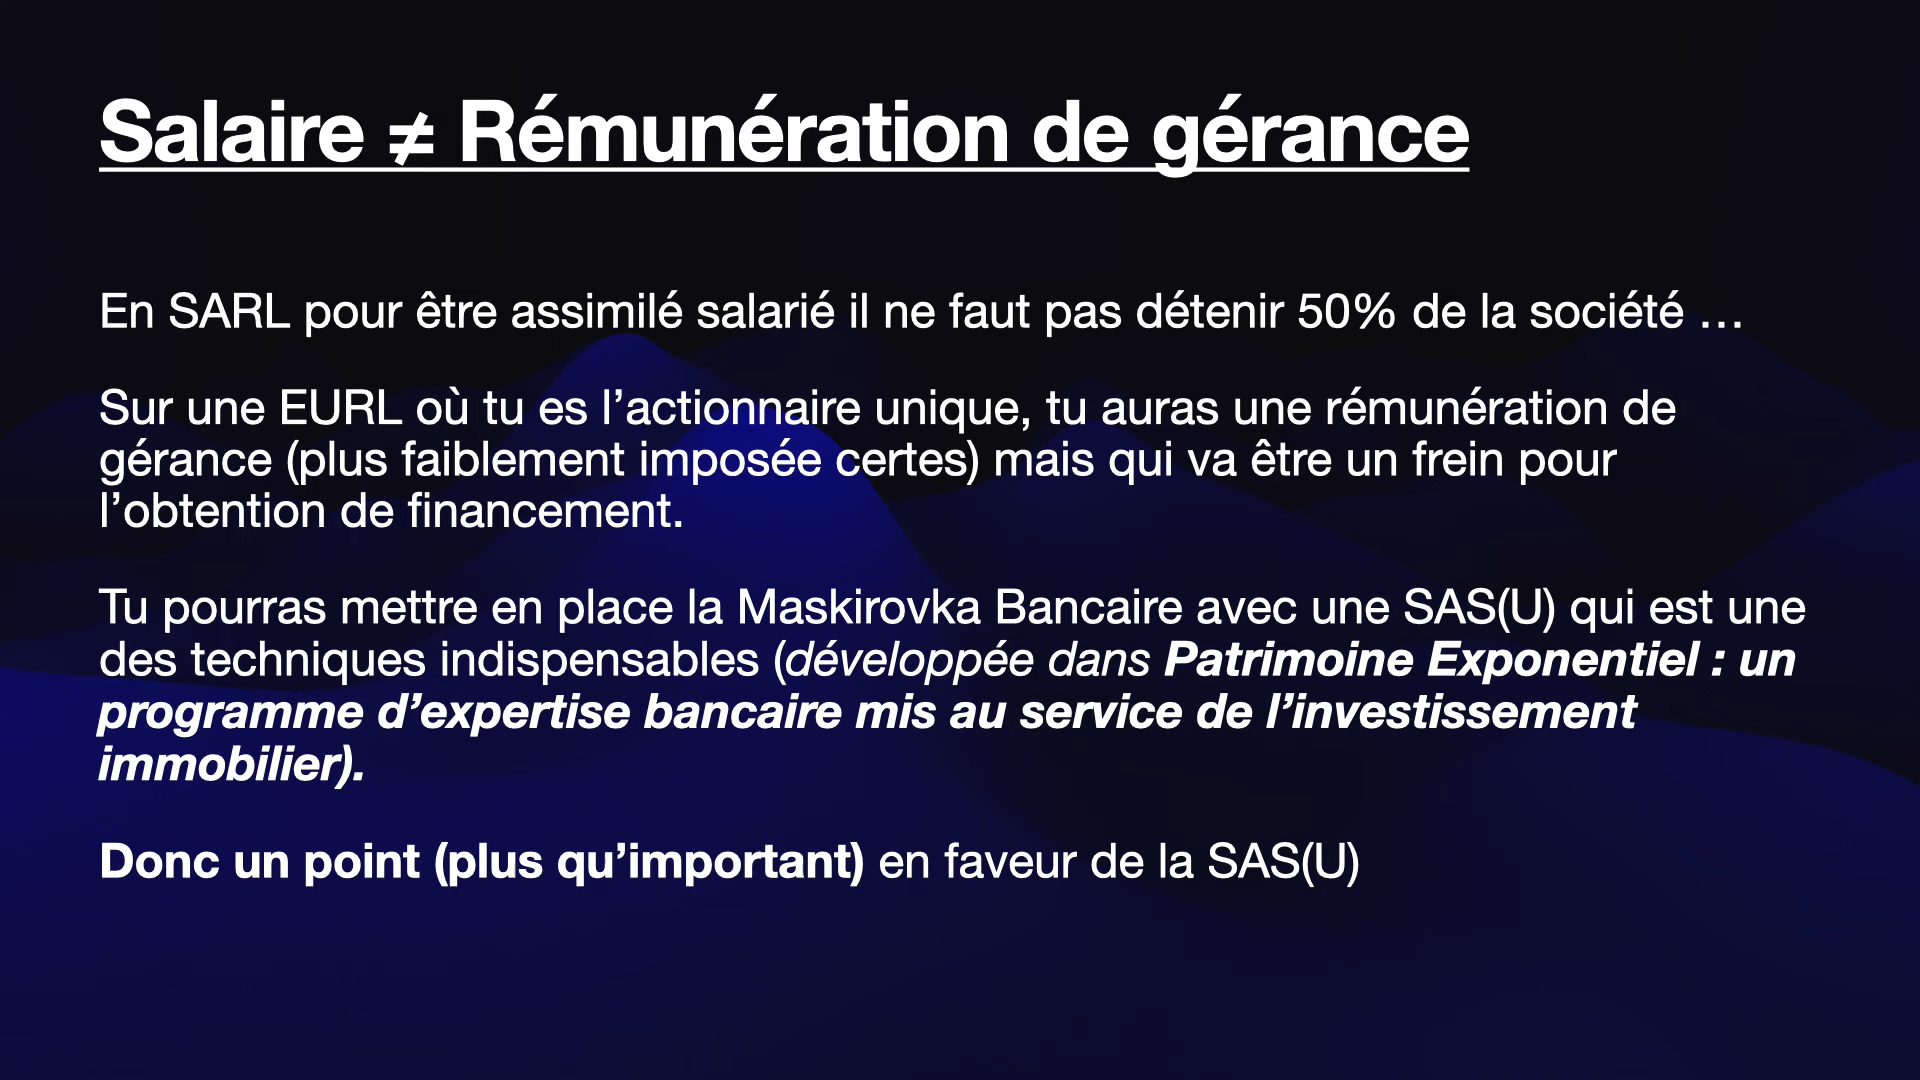 Salaire ≠ Rémunération de gérance
En SARL pour être assimilé salarié il ne faut pas détenir 50% de la société …
Sur une EURL où tu es l’actionnaire unique, tu auras une rémunération de
gérance (plus faiblement imposée certes) mais qui va être un frein pour
l’obtention de financement.
Tu pourras mettre en place la Maskirovka Bancaire avec une SAS(U) qui est une
des techniques indispensables (développée dans Patrimoine Exponentiel : un
programme d’expertise bancaire mis au service de l’investissement
immobilier).
Donc un point (plus qu’important) en faveur de la SAS(U)